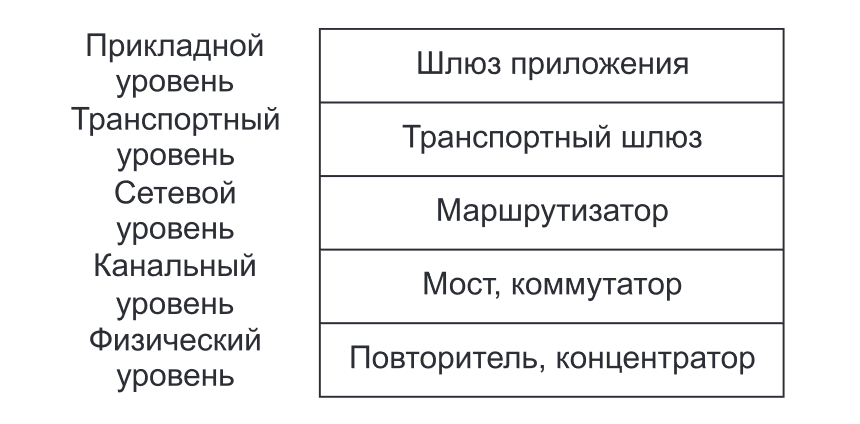 Прикладной
уровень
Шлюз приложения
Транспортный
уровень
Транспортный шлюз
Сетевой
уровень
Маршрутизатор
Канальный
уровень
Мост, коммутатор
Физический
уровень
Повторитель, концентратор